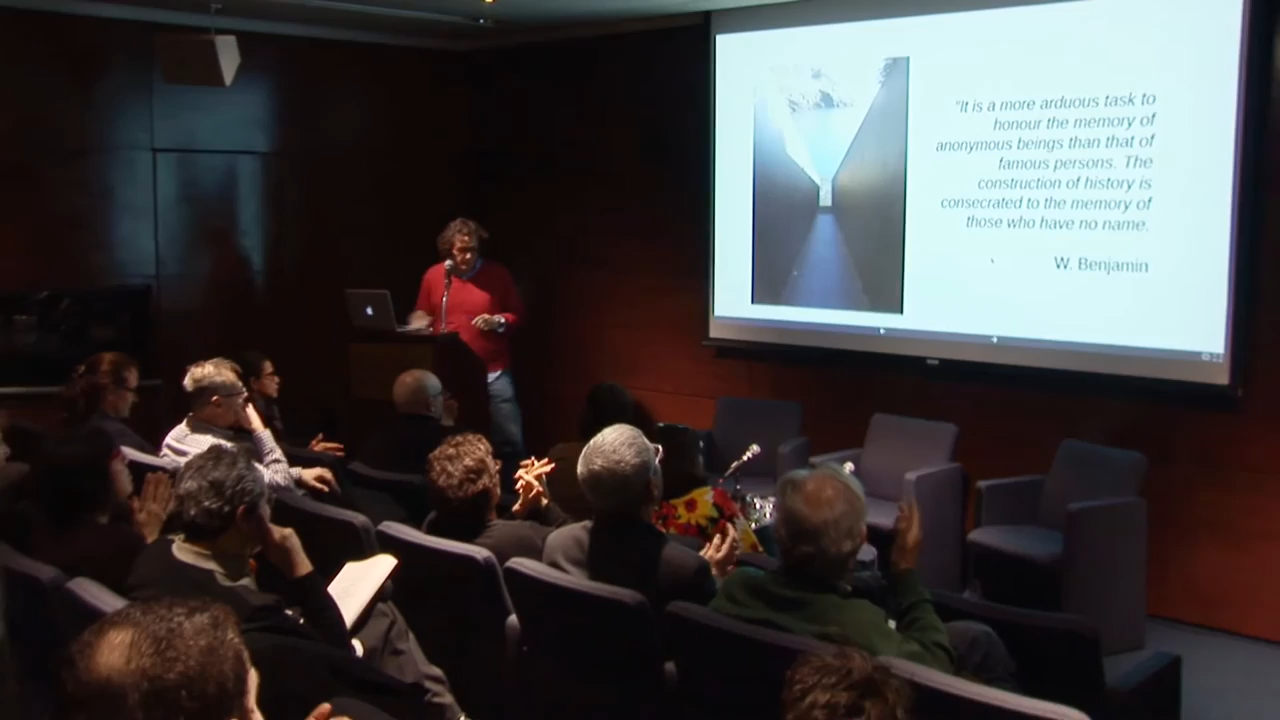 "It is a more arduous task to
honour the memory of
anonymous beings than that of
famous persons. The
construction of history is
consecrated to the memory of
those who have no name.
W. Benjamin